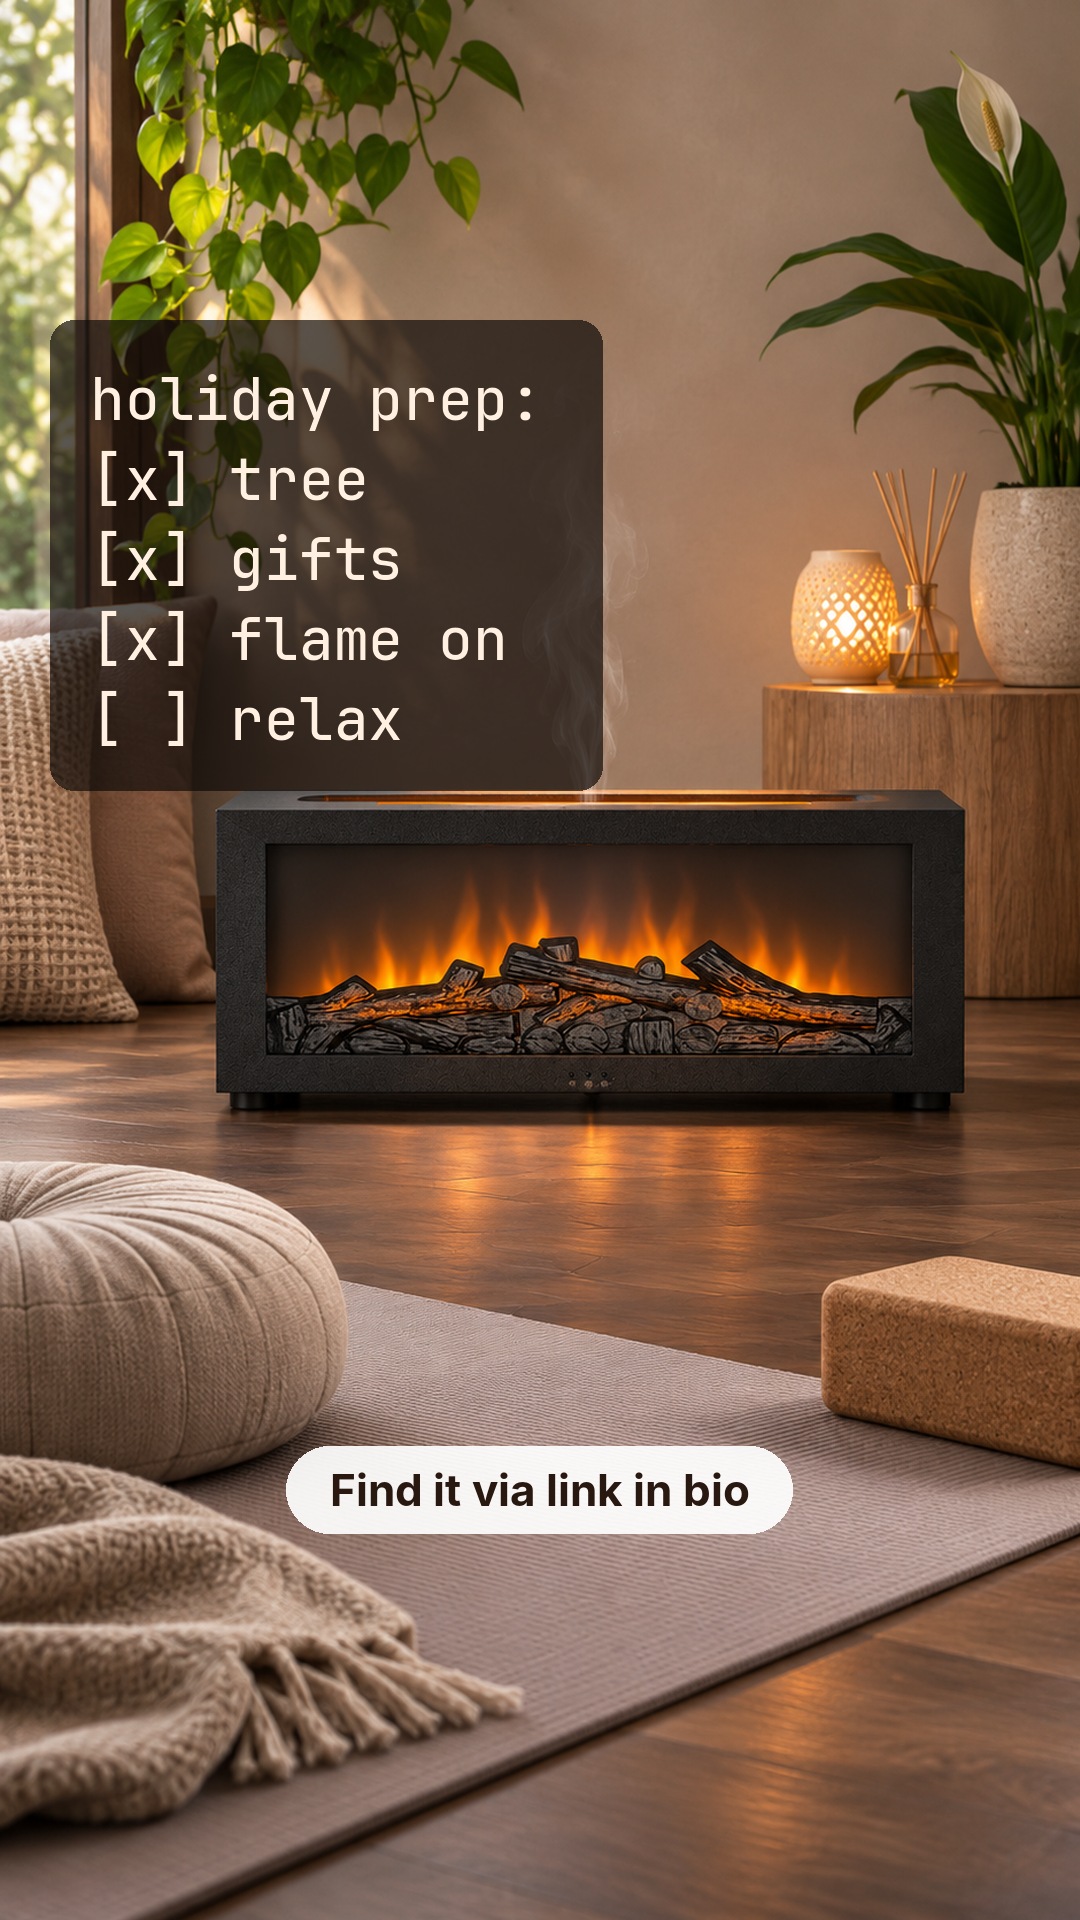 holiday prep:
[x] tree
[x] gifts
[x] flame on
[ ] relax
Find it via link in bio